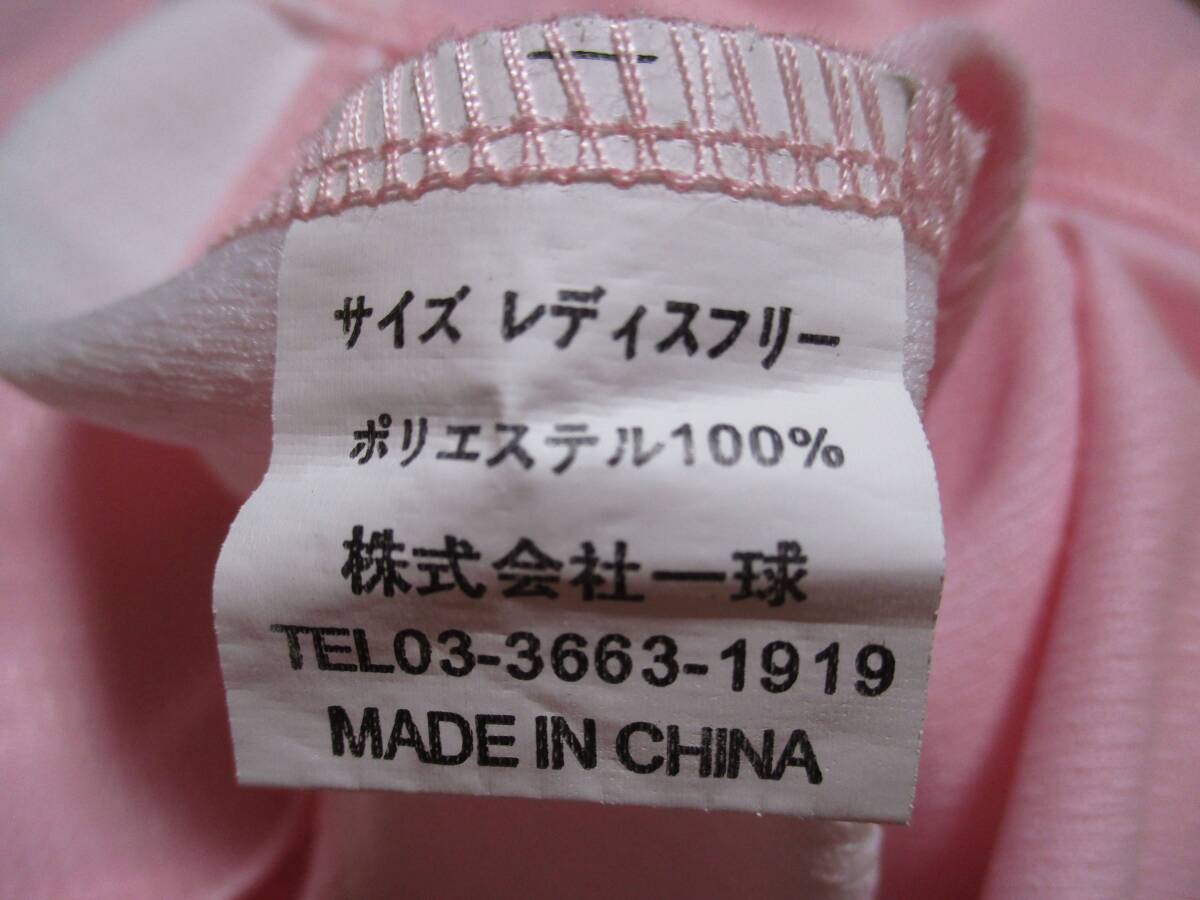 サイズ レディスフリー
ポリエステル100%
株式会社一球
TEL03-3663-1919
MADE IN CHINA